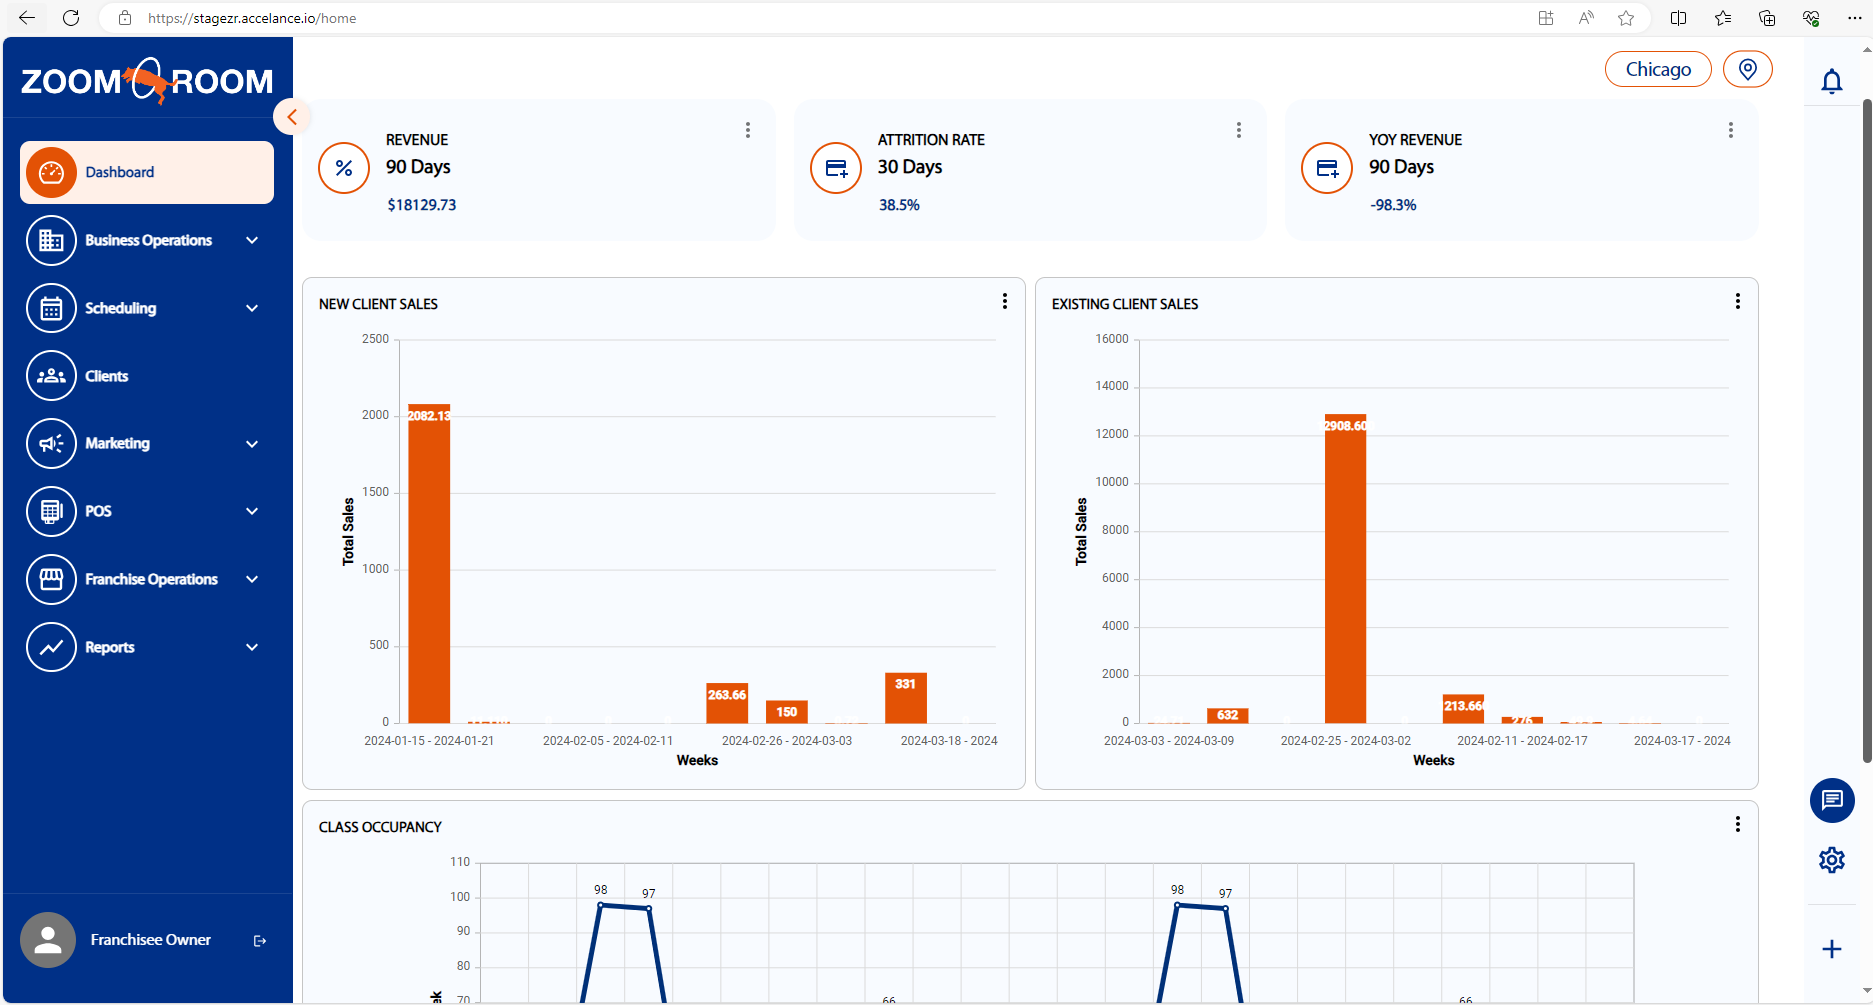 https://stagezr.accelance.io/home
ZOOM ROOM
Chicago
Dashboard
Business Operations
Scheduling
Clients
Marketing
POS
Franchise Operations
Reports
Franchisee Owner
REVENUE
90 Days
$18129.73
ATTRITION RATE
30 Days
38.5%
YOY REVENUE
90 Days
-98.3%
NEW CLIENT SALES
2500
2000
1500
1000
500
0
Total Sales
2082.13
263.66
150
331
2024-01-15 - 2024-01-21
2024-02-05 - 2024-02-11
2024-02-26 - 2024-03-03
2024-03-18 - 2024
Weeks
EXISTING CLIENT SALES
16000
14000
12000
10000
8000
6000
4000
2000
0
Total Sales
632
2908.60
213.66
276
2024-03-03 - 2024-03-09
2024-02-25 - 2024-03-02
2024-02-11 - 2024-02-17
2024-03-17 - 2024
Weeks
CLASS OCCUPANCY
110
100
90
80
70
98
97
66
98
97
66